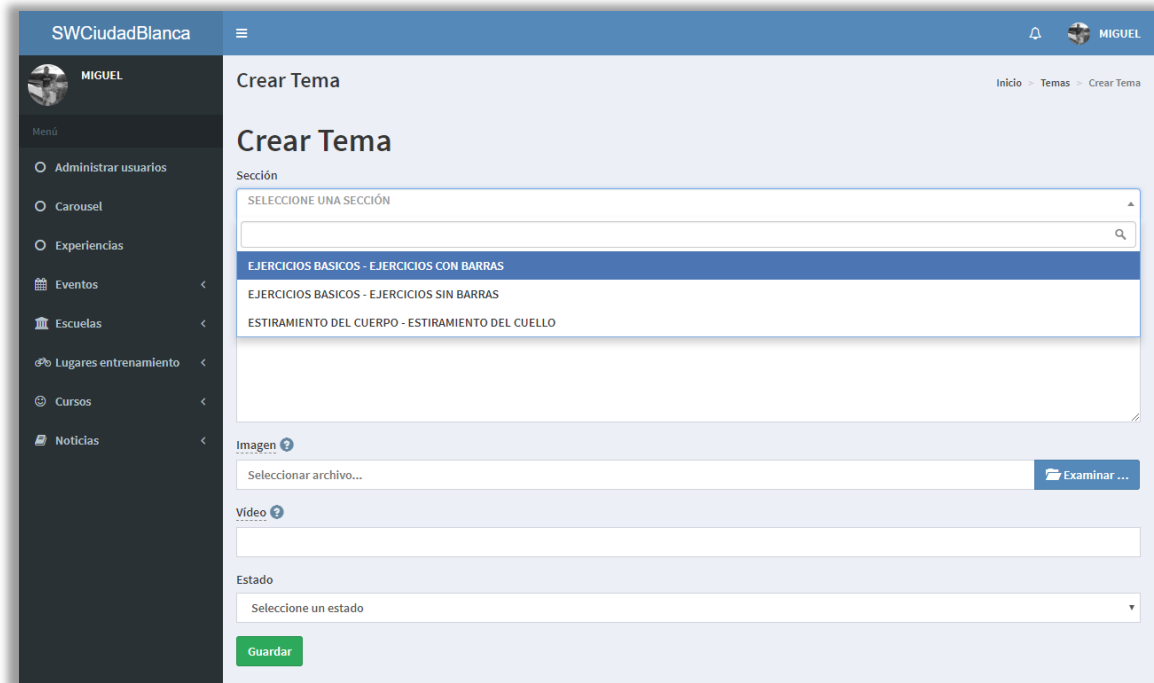 SWCiudadBlanca
MIGUEL
MIGUEL
Menú
Administrar usuarios
Carousel
Experiencias
Eventos
Escuelas
Lugares entrenamiento
Cursos
Noticias
Crear Tema
Inicio > Temas > Crear Tema
Crear Tema
Sección
SELECCIONE UNA SECCIÓN
EJERCICIOS BASICOS - EJERCICIOS CON BARRAS
EJERCICIOS BASICOS - EJERCICIOS SIN BARRAS
ESTIRAMIENTO DEL CUERPO - ESTIRAMIENTO DEL CUELLO
Imagen
Seleccionar archivo...
Examinar ...
Vídeo
Estado
Seleccione un estado
Guardar